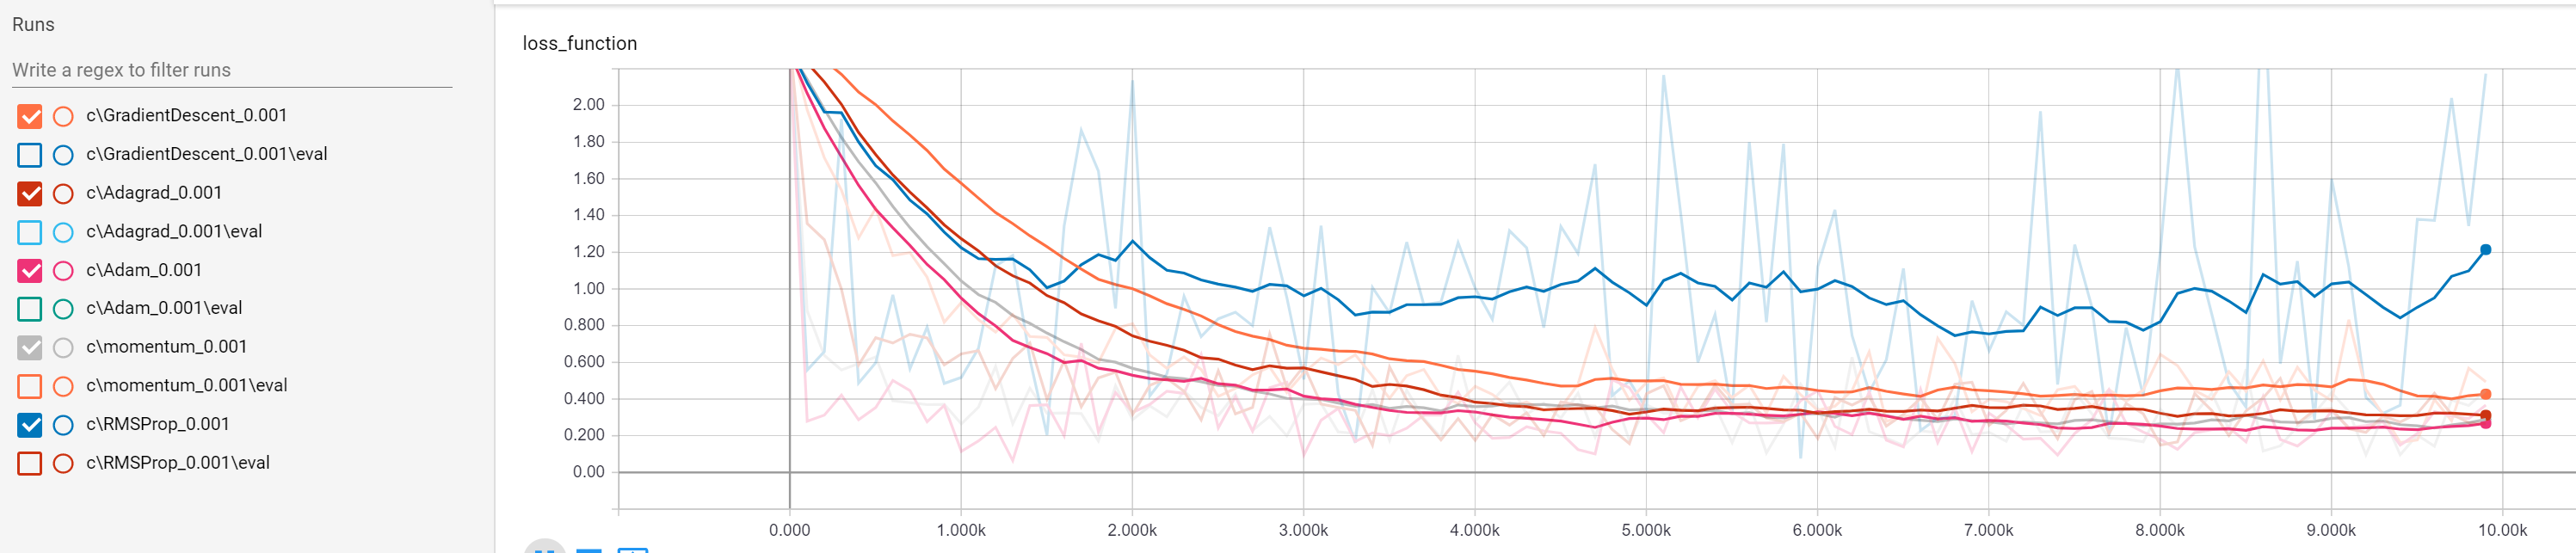 Runs
Write a regex to filter runs
c\GradientDescent_0.001
c\GradientDescent_0.001\eval
c\Adagrad_0.001
c\Adagrad_0.001\eval
c\Adam_0.001
c\Adam_0.001\eval
c\momentum_0.001
c\momentum_0.001\eval
c\RMSProp_0.001
c\RMSProp_0.001\eval
loss_function
2.00
1.80
1.60
1.40
1.20
1.00
0.800
0.600
0.400
0.200
0.00
0.000 1.000k 2.000k 3.000k 4.000k 5.000k 6.000k 7.000k 8.000k 9.000k 10.00k